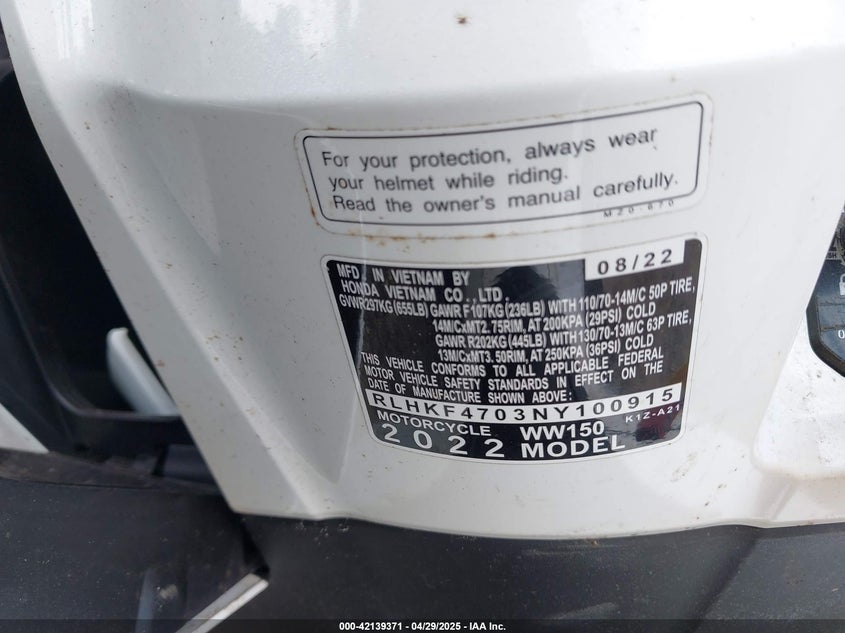 For your protection, always wear
your helmet while riding.
Read the owner's manual carefully.
M20-670
08/22
MFD. IN VIETNAM BY
HONDA VIETNAM CO., LTD.
GVWR297KG (655LB) GAWR F107KG (236LB) WITH 110/70-14M/C 50P TIRE,
14M/CxMT2.75RIM, AT 200KPA (29PSI) COLD
GAWR R202KG (445LB) WITH 130/70-13M/C 63P TIRE,
13M/CxMT3.50RIM, AT 250KPA (36PSI) COLD
THIS VEHICLE CONFORMS TO ALL APPLICABLE FEDERAL
MOTOR VEHICLE SAFETY STANDARDS IN EFFECT ON THE
DATE OF MANUFACTURE SHOWN ABOVE:
RLHKF4703NY100915
MOTORCYCLE WW150 K1Z-A21
2022 MODEL
000-42139371 - 04/29/2025 - IAA Inc.